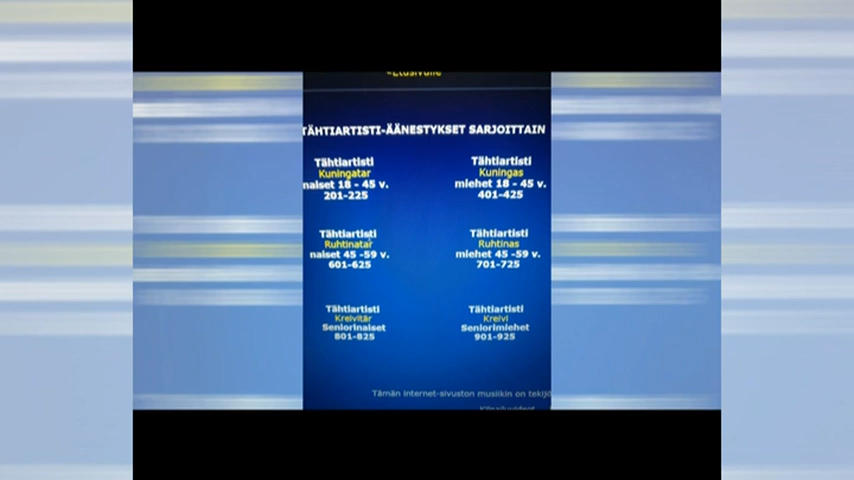 «Etusivulle
TÄHTIARTISTI-ÄÄNESTYKSET SARJOITTAIN
Tähtiartisti
Kuningatar
naiset 18 - 45 v.
201-225
Tähtiartisti
Kuningas
miehet 18 - 45 v.
401-425
Tähtiartisti
Ruhtinatar
naiset 45 -59 v.
601-625
Tähtiartisti
Ruhtinas
miehet 45 -59 v.
701-725
Tähtiartisti
Kreivitär
Seniorinaiset
801-825
Tähtiartisti
Kreivi
Seniorimiehet
901-925
Tämän internet-sivuston musiikin on tekijö